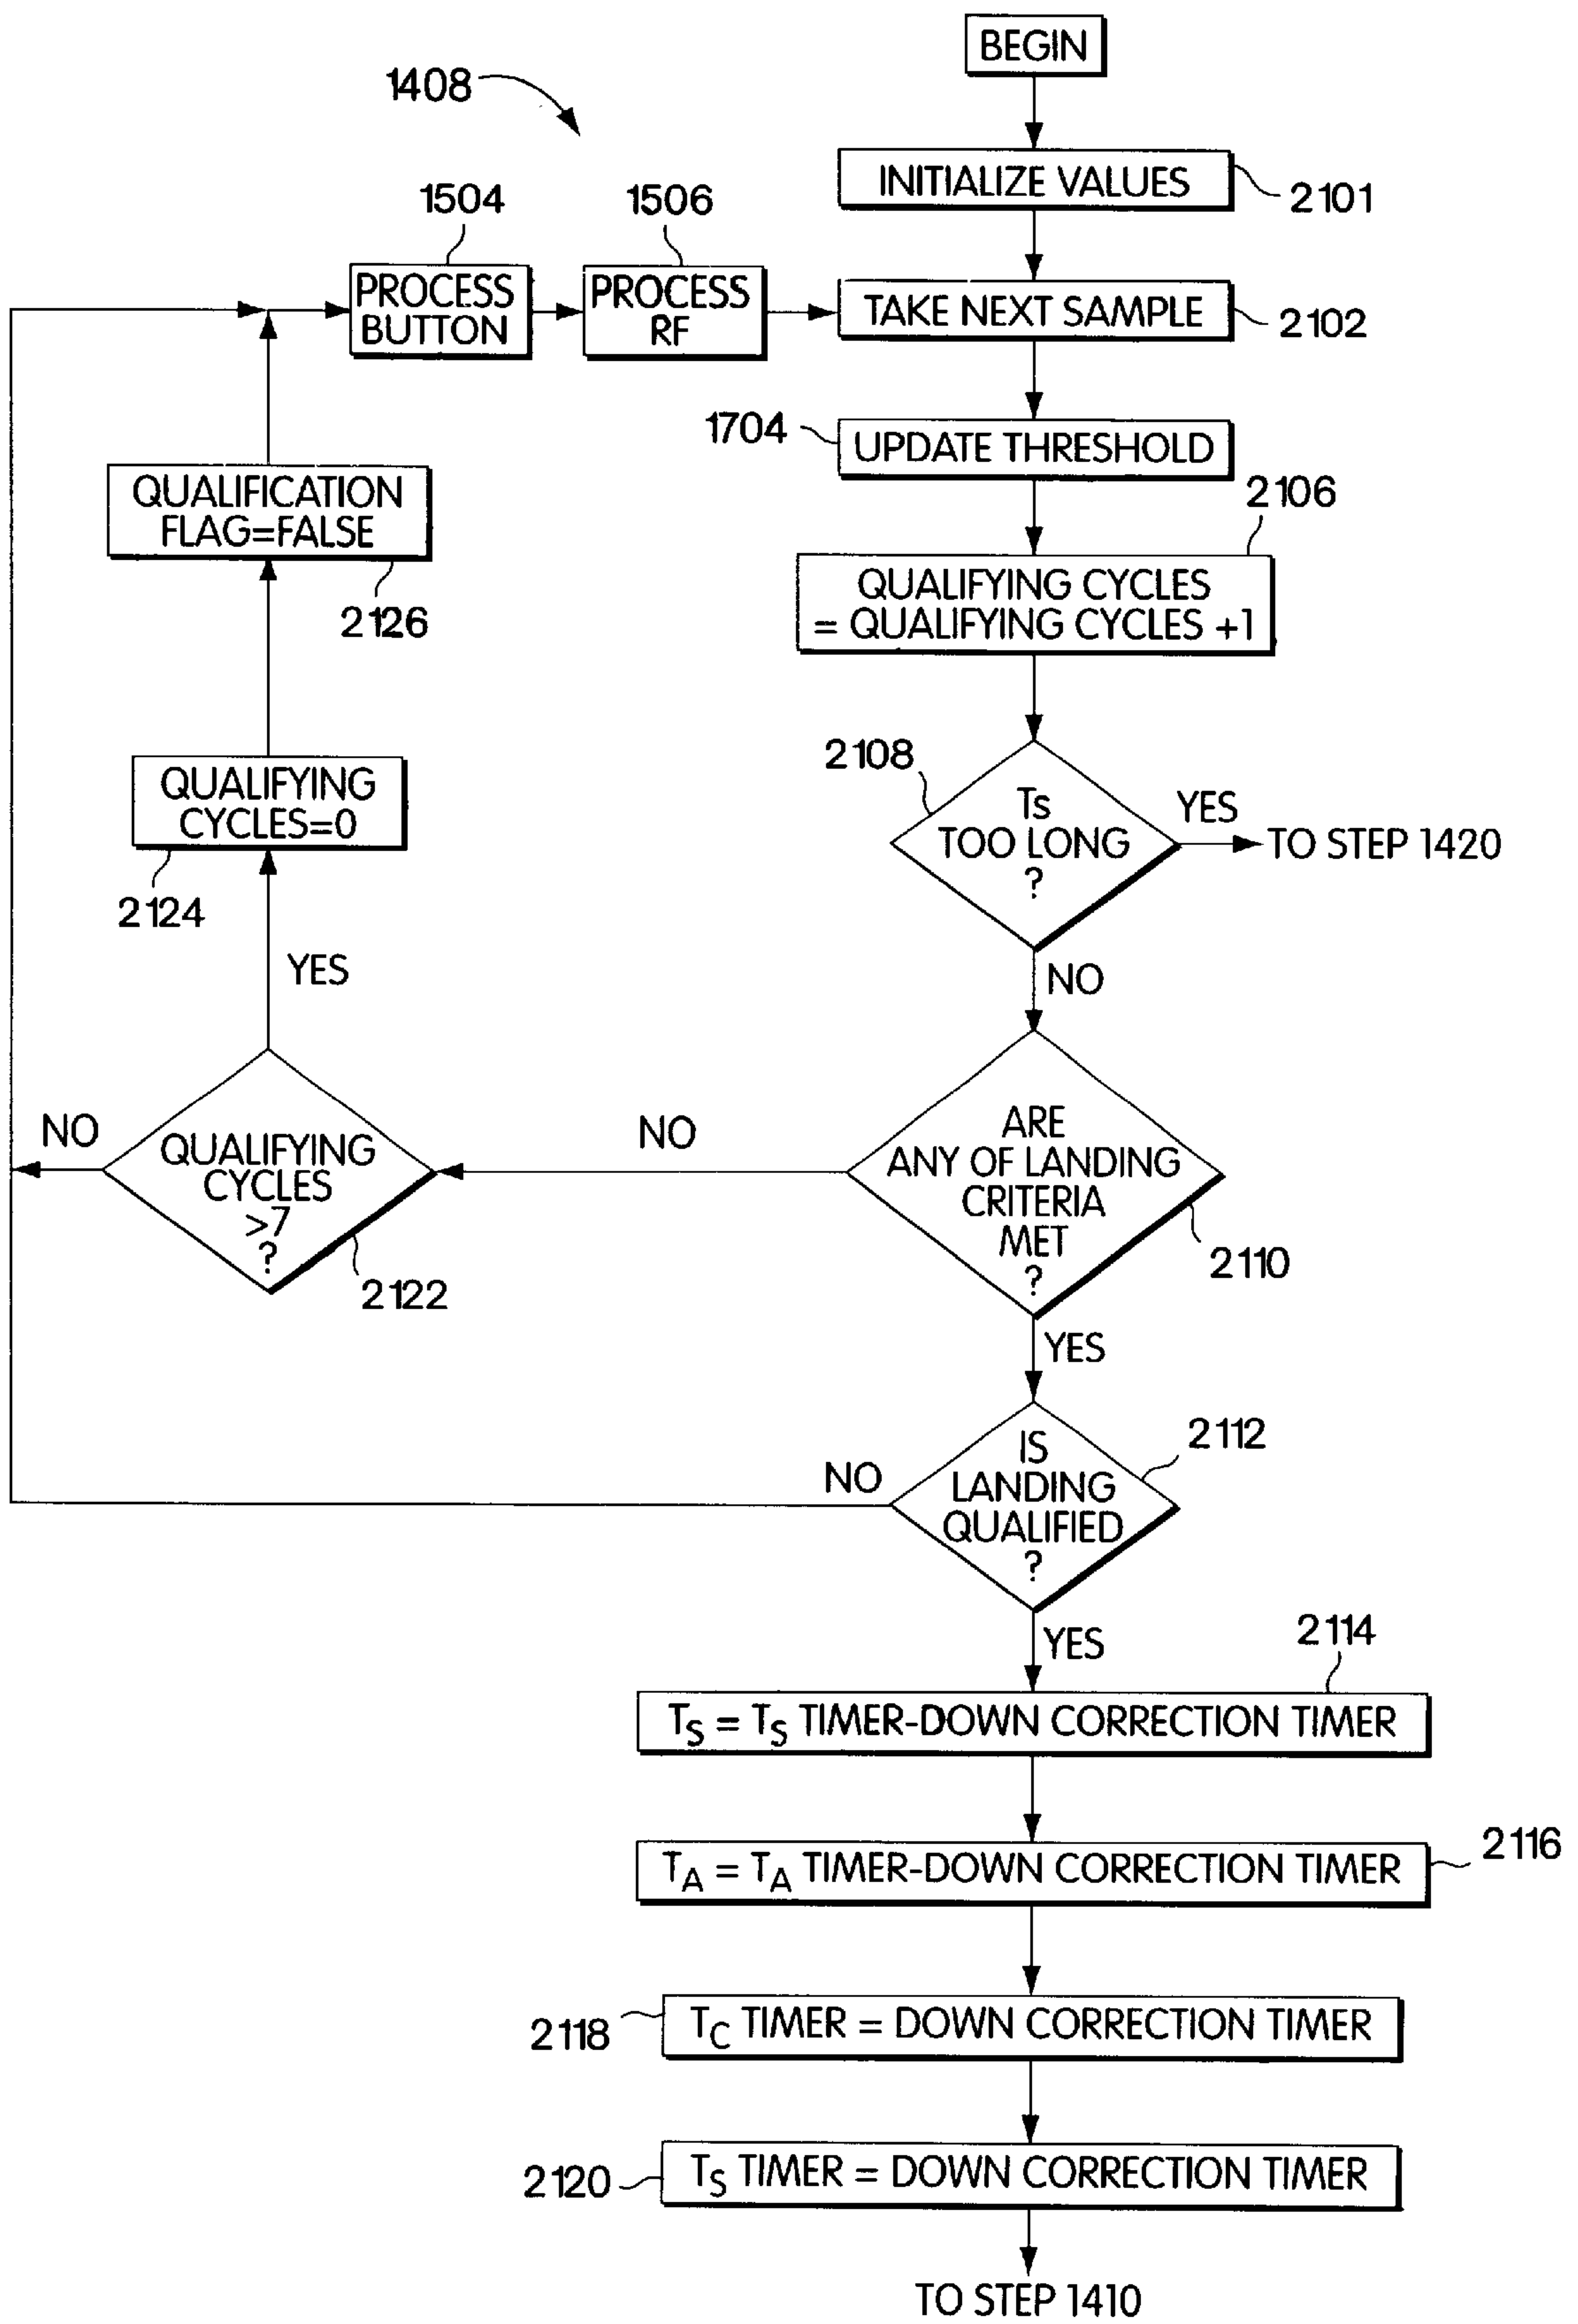 BEGIN
1408
INITIALIZE VALUES
2101
1504
1506
PROCESS
BUTTON
PROCESS
RF
TAKE NEXT SAMPLE
2102
1704
UPDATE THRESHOLD
2106
QUALIFICATION
FLAG=FALSE
2126
QUALIFYING CYCLES
= QUALIFYING CYCLES +1
2108
Ts
TOO LONG
?
YES
TO STEP 1420
QUALIFYING
CYCLES=0
2124
YES
NO
NO
QUALIFYING
CYCLES
>7
?
2122
NO
ARE
ANY OF LANDING
CRITERIA
MET
?
2110
YES
2112
NO
IS
LANDING
QUALIFIED
?
YES
2114
TS = TS TIMER-DOWN CORRECTION TIMER
2116
TA = TA TIMER-DOWN CORRECTION TIMER
2118
TC TIMER = DOWN CORRECTION TIMER
2120
TS TIMER = DOWN CORRECTION TIMER
TO STEP 1410